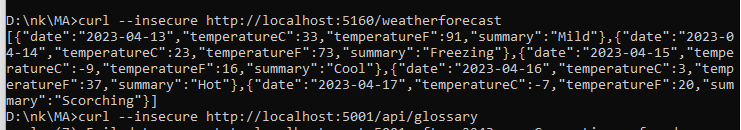 D:\nk\MA>curl --insecure http://localhost:5160/weatherforecast
[{"date":"2023-04-13","temperatureC":33,"temperatureF":91,"summary":"Mild"},{"date":"2023-0
4-14","temperatureC":23,"temperatureF":73,"summary":"Freezing"},{"date":"2023-04-15","tempe
ratureC":-9,"temperatureF":16,"summary":"Cool"},{"date":"2023-04-16","temperatureC":3,"temp
eratureF":37,"summary":"Hot"},{"date":"2023-04-17","temperatureC":-7,"temperatureF":20,"sum
mary":"Scorching"}]
D:\nk\MA>curl --insecure http://localhost:5001/api/glossary